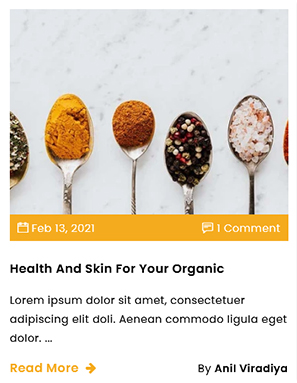 Feb 13, 2021 1 Comment
Health And Skin For Your Organic
Lorem ipsum dolor sit amet, consectetuer
adipiscing elit doli. Aenean commodo ligula eget
dolor. ...
Read More By Anil Viradiya